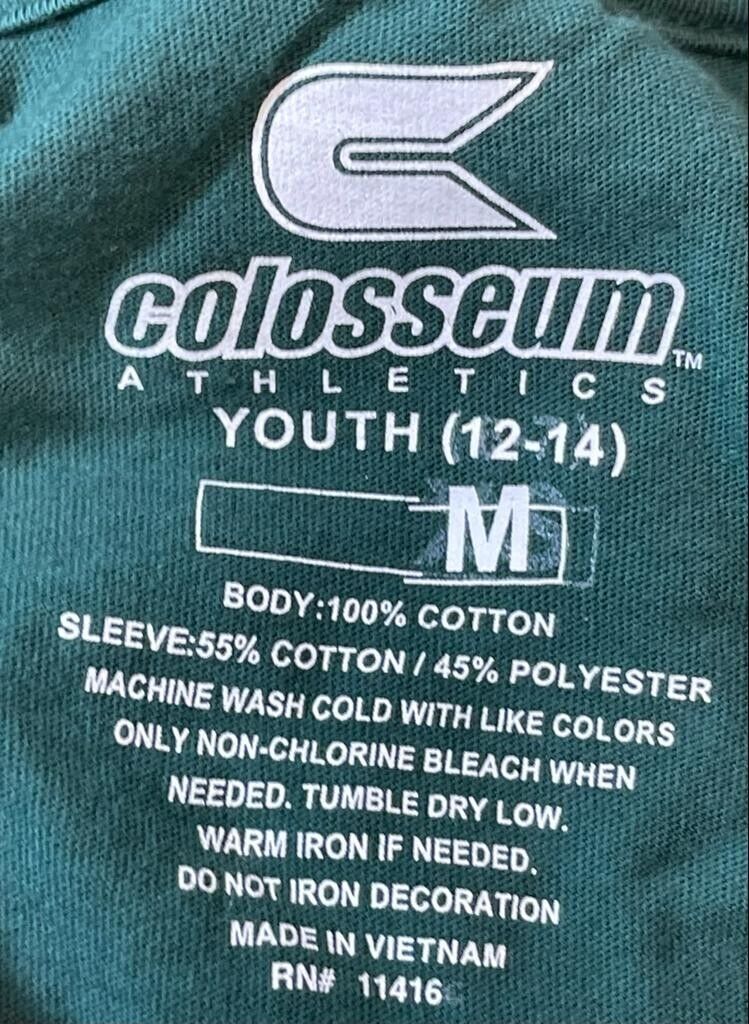 colosseum™
ATHLETICS
YOUTH (12-14)
M
BODY:100% COTTON
SLEEVE:55% COTTON / 45% POLYESTER
MACHINE WASH COLD WITH LIKE COLORS
ONLY NON-CHLORINE BLEACH WHEN
NEEDED. TUMBLE DRY LOW.
WARM IRON IF NEEDED.
DO NOT IRON DECORATION
MADE IN VIETNAM
RN#